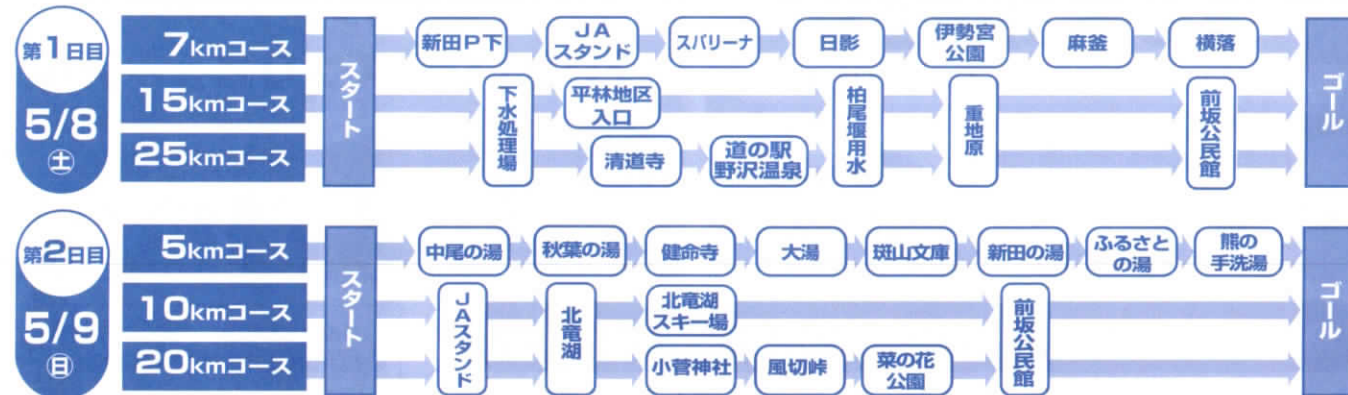 第1日目
5/8
土
7kmコース
15kmコース
25kmコース
スタート
新田P下
JA
スタンド
スパリーナ
日影
伊勢宮
公園
麻釜
横落
下水処理場
平林地区
入口
清道寺
道の駅
野沢温泉
柏尾堰用水
重地原
前坂公民館
ゴール
第2日目
5/9
日
5kmコース
10kmコース
20kmコース
スタート
中尾の湯
秋葉の湯
健命寺
大湯
斑山文庫
新田の湯
ふるさと
の湯
熊の
手洗湯
JAスタンド
北竜湖
北竜湖
スキー場
小菅神社
風切峠
菜の花
公園
前坂公民館
ゴール